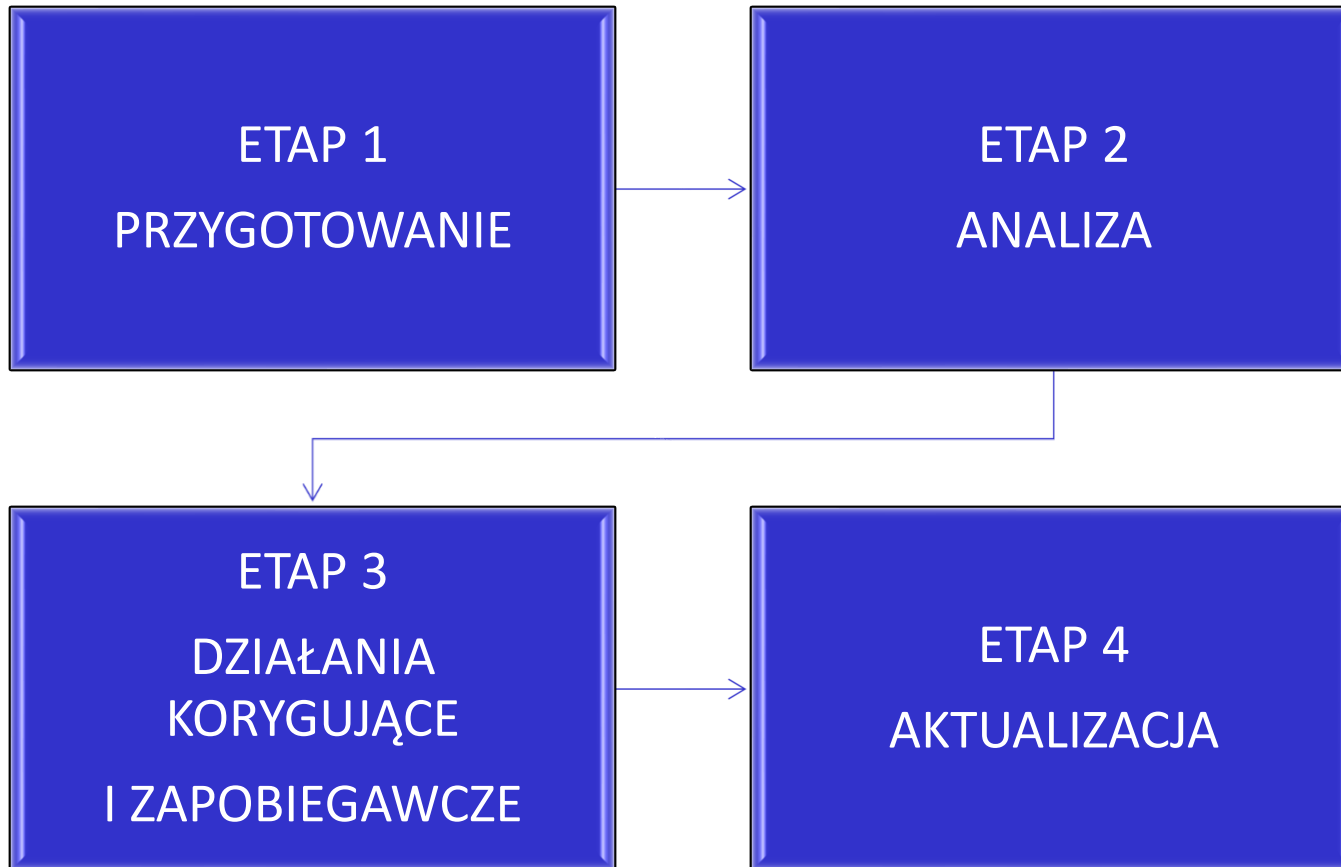 ETAP 1
PRZYGOTOWANIE
ETAP 2
ANALIZA
ETAP 3
DZIAŁANIA
KORYGUJĄCE
I ZAPOBIEGAWCZE
ETAP 4
AKTUALIZACJA